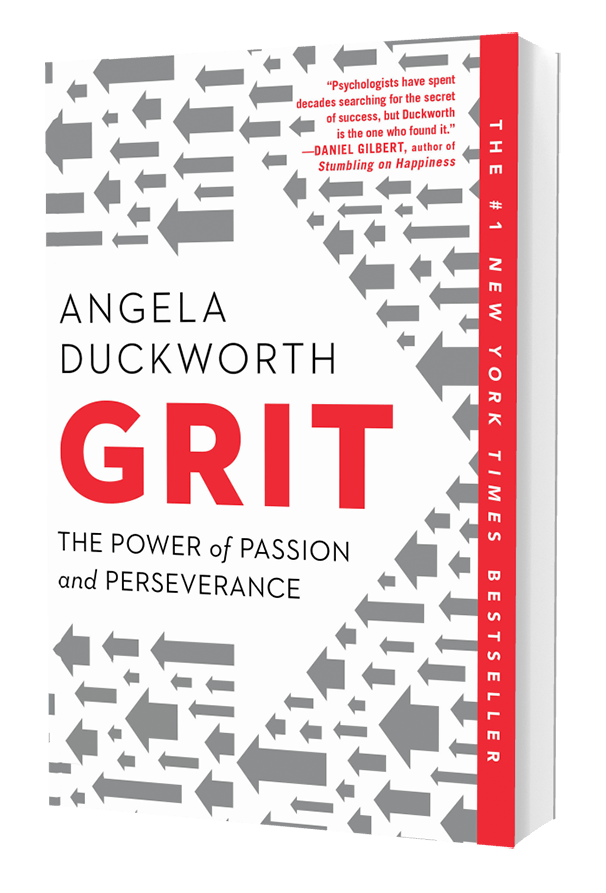 “Psychologists have spent
decades searching for the secret
of success, but Duckworth
is the one who found it.”
—DANIEL GILBERT, author of
Stumbling on Happiness
ANGELA
DUCKWORTH
GRIT
THE POWER of PASSION
and PERSEVERANCE
THE #1 NEW YORK TIMES BESTSELLER